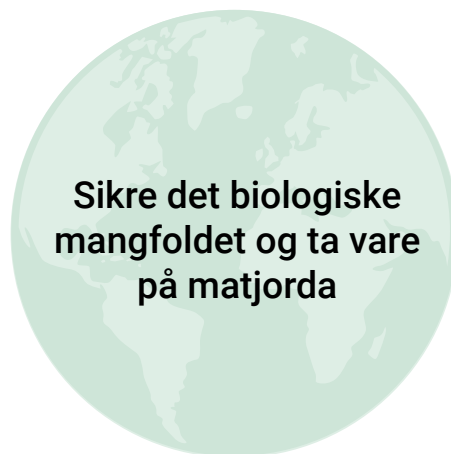 Sikre det biologiske
mangfoldet og ta vare
på matjorda